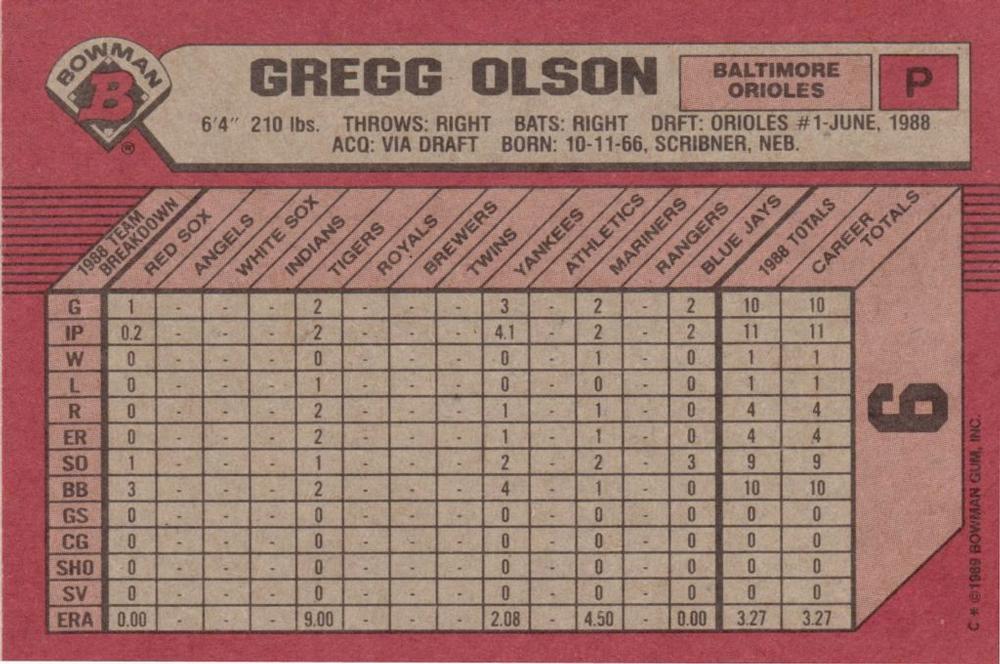 BOWMAN
B
®
GREGG OLSON
BALTIMORE
ORIOLES
P
6'4" 210 lbs. THROWS: RIGHT BATS: RIGHT DRFT: ORIOLES #1-JUNE, 1988
ACQ: VIA DRAFT BORN: 10-11-66, SCRIBNER, NEB.
1988 TEAM BREAKDOWN RED SOX ANGELS WHITE SOX INDIANS TIGERS ROYALS BREWERS TWINS YANKEES ATHLETICS MARINERS RANGERS BLUE JAYS 1988 TOTALS CAREER TOTALS
G 1 - - - 2 - - - 3 - 2 - 2 10 10
IP 0.2 - - - 2 - - - 4.1 - 2 - 2 11 11
W 0 - - - 0 - - - 0 - 1 - 0 1 1
L 0 - - - 1 - - - 0 - 0 - 0 1 1
R 0 - - - 2 - - - 1 - 1 - 0 4 4
ER 0 - - - 2 - - - 1 - 1 - 0 4 4
SO 1 - - - 1 - - - 2 - 2 - 3 9 9
BB 3 - - - 2 - - - 4 - 1 - 0 10 10
GS 0 - - - 0 - - - 0 - 0 - 0 0 0
CG 0 - - - 0 - - - 0 - 0 - 0 0 0
SHO 0 - - - 0 - - - 0 - 0 - 0 0 0
SV 0 - - - 0 - - - 0 - 0 - 0 0 0
ERA 0.00 - - - 9.00 - - - 2.08 - 4.50 - 0.00 3.27 3.27
6
C * © 1989 BOWMAN GUM, INC.